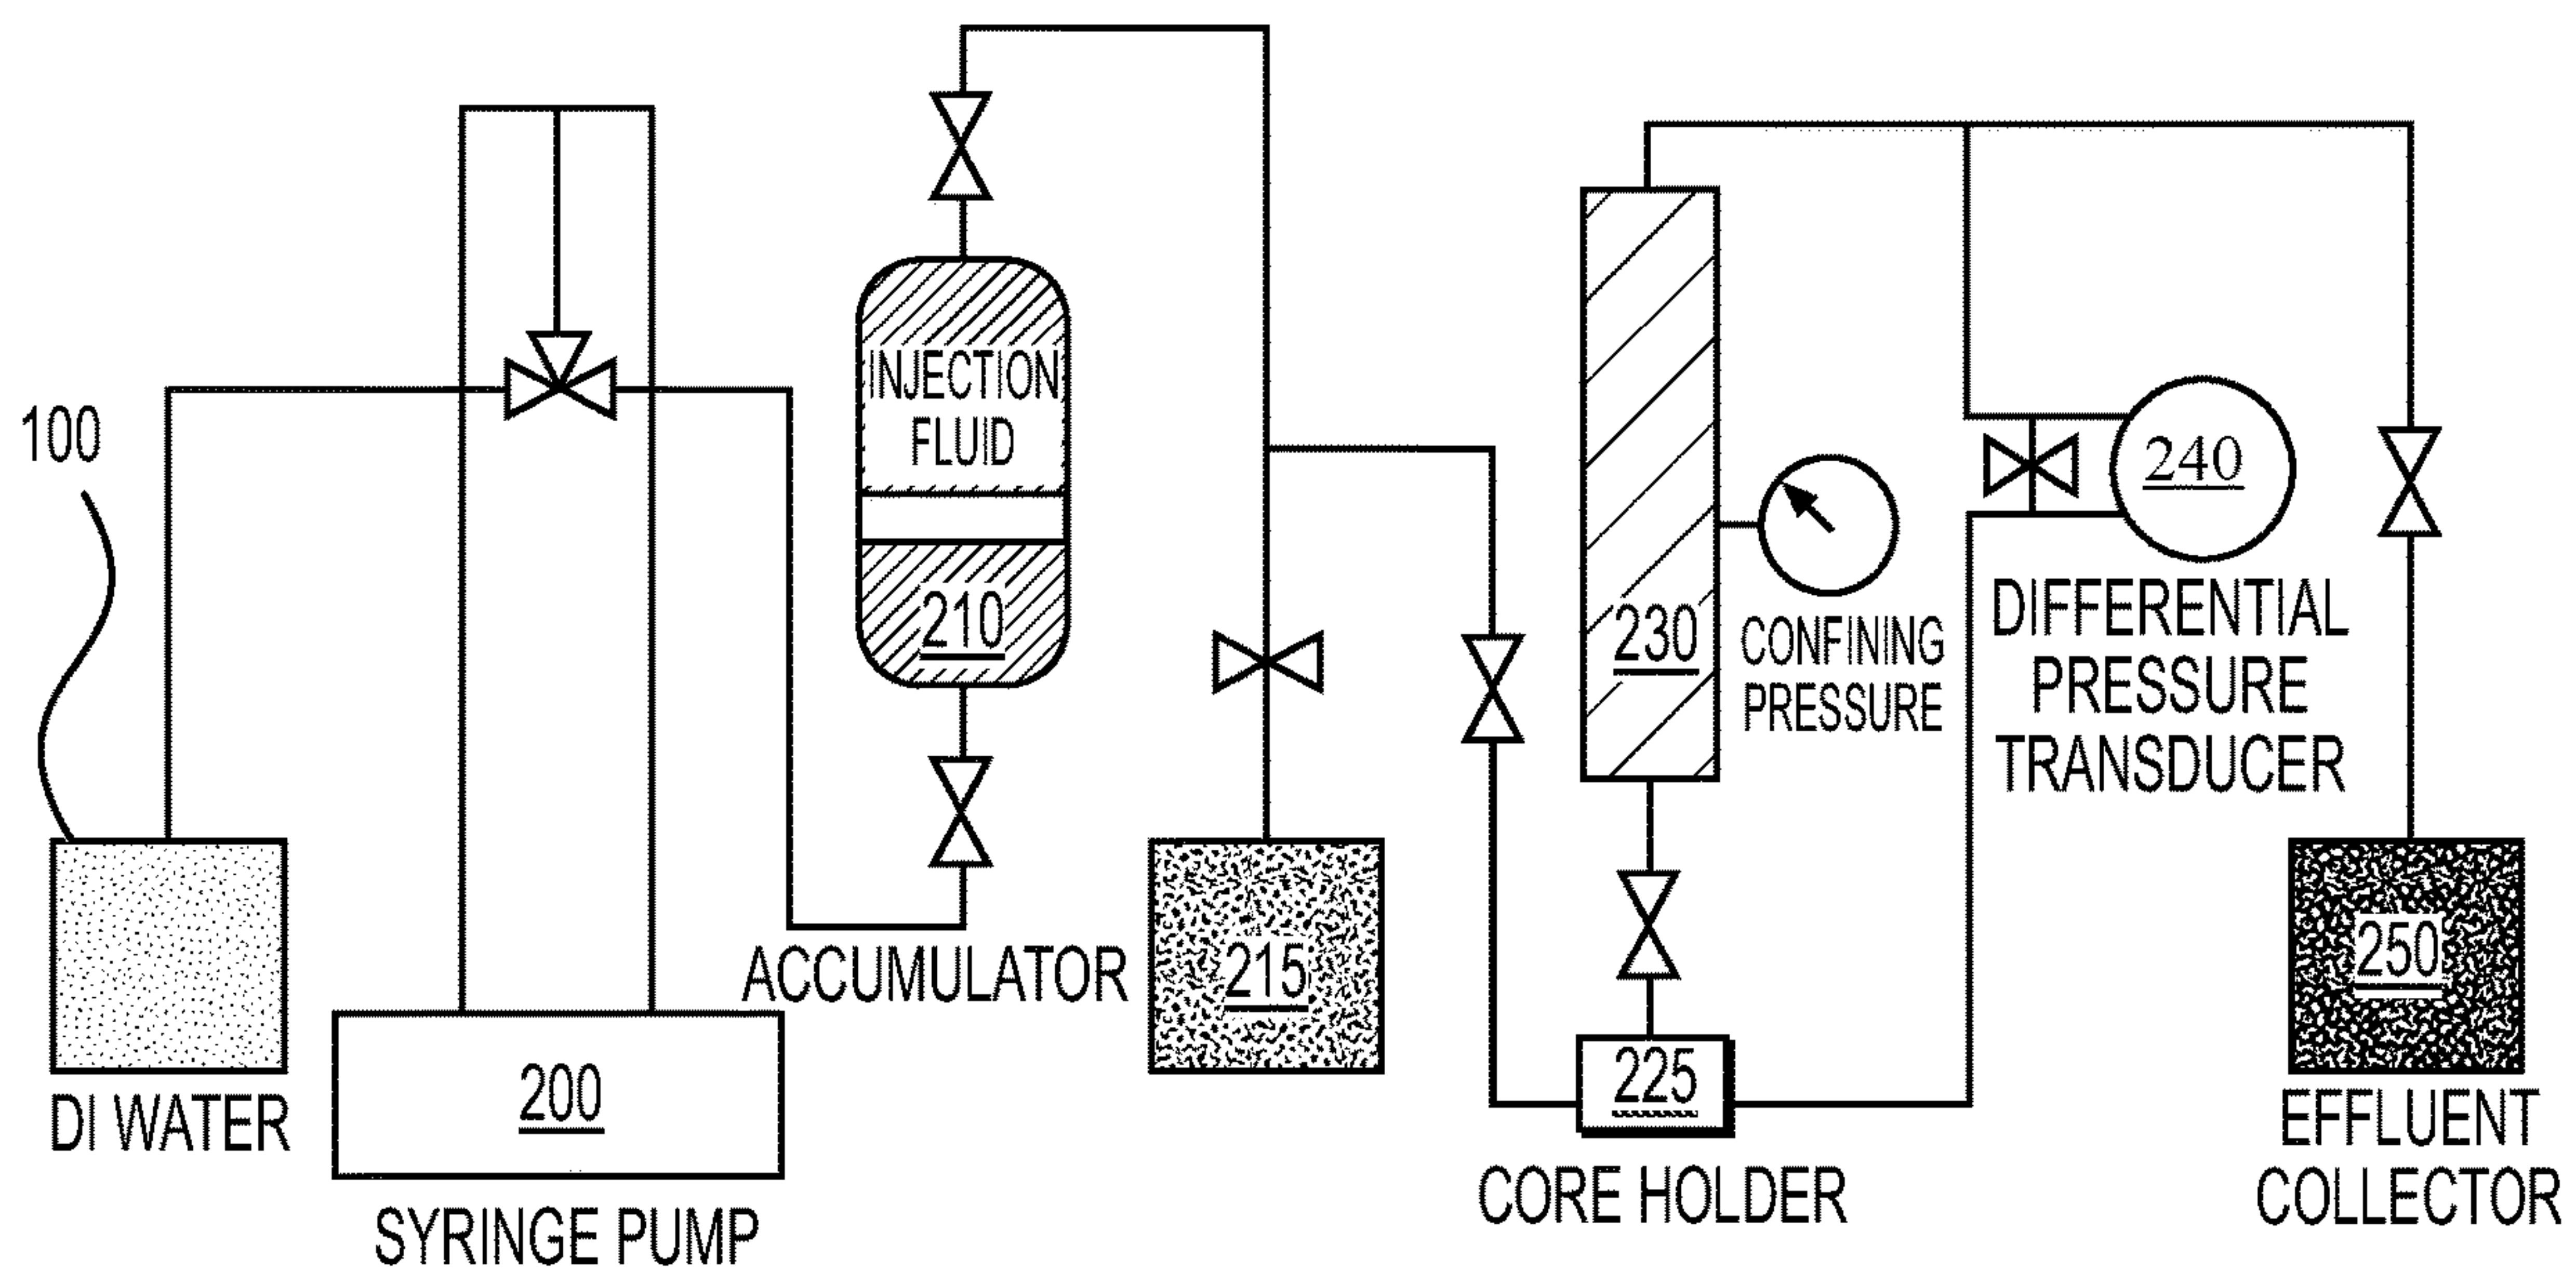 100
DI WATER
200
SYRINGE PUMP
INJECTION
FLUID
210
ACCUMULATOR
215
230
CONFINING
PRESSURE
225
CORE HOLDER
240
DIFFERENTIAL
PRESSURE
TRANSDUCER
250
EFFLUENT
COLLECTOR